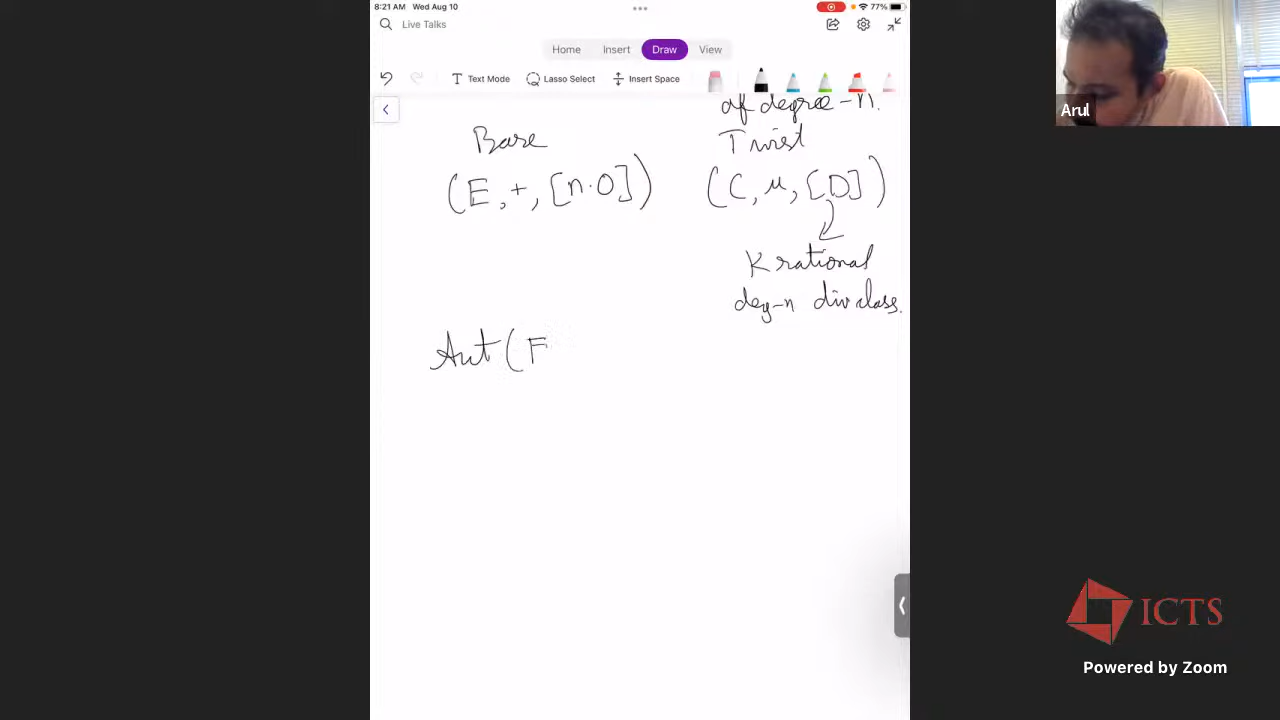 8:21 AM Wed Aug 10
77%
Live Talks
Home Insert Draw View
Text Mode Lasso Select Insert Space
of degree-n.
Base Twist
(E, +, [n·O]) (C, μ, [D])
K rational
deg-n div class.
Aut (E
Arul
ICTS
Powered by Zoom